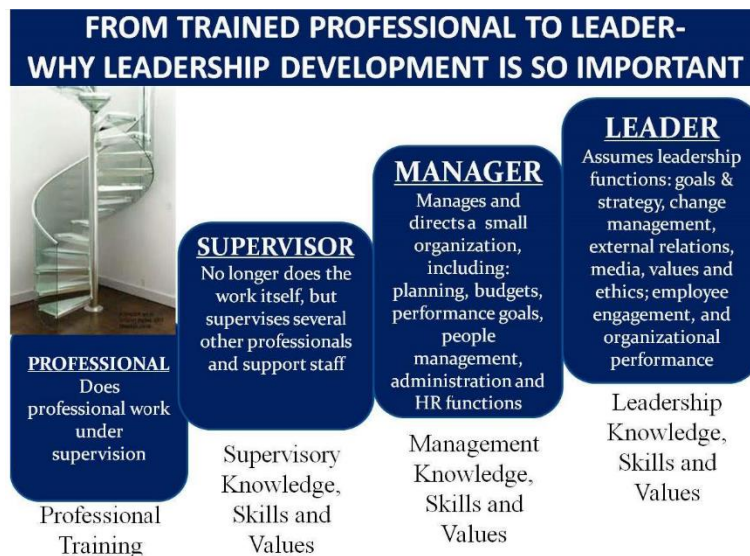 FROM TRAINED PROFESSIONAL TO LEADER-
WHY LEADERSHIP DEVELOPMENT IS SO IMPORTANT
PROFESSIONAL
Does
professional work
under
supervision
Professional
Training
SUPERVISOR
No longer does the
work itself, but
supervises several
other professionals
and support staff
Supervisory
Knowledge,
Skills and
Values
MANAGER
Manages and
directs a small
organization,
including:
planning, budgets,
performance goals,
people
management,
administration and
HR functions
Management
Knowledge,
Skills and
Values
LEADER
Assumes leadership
functions: goals &
strategy, change
management,
external relations,
media, values and
ethics; employee
engagement, and
organizational
performance
Leadership
Knowledge,
Skills and
Values